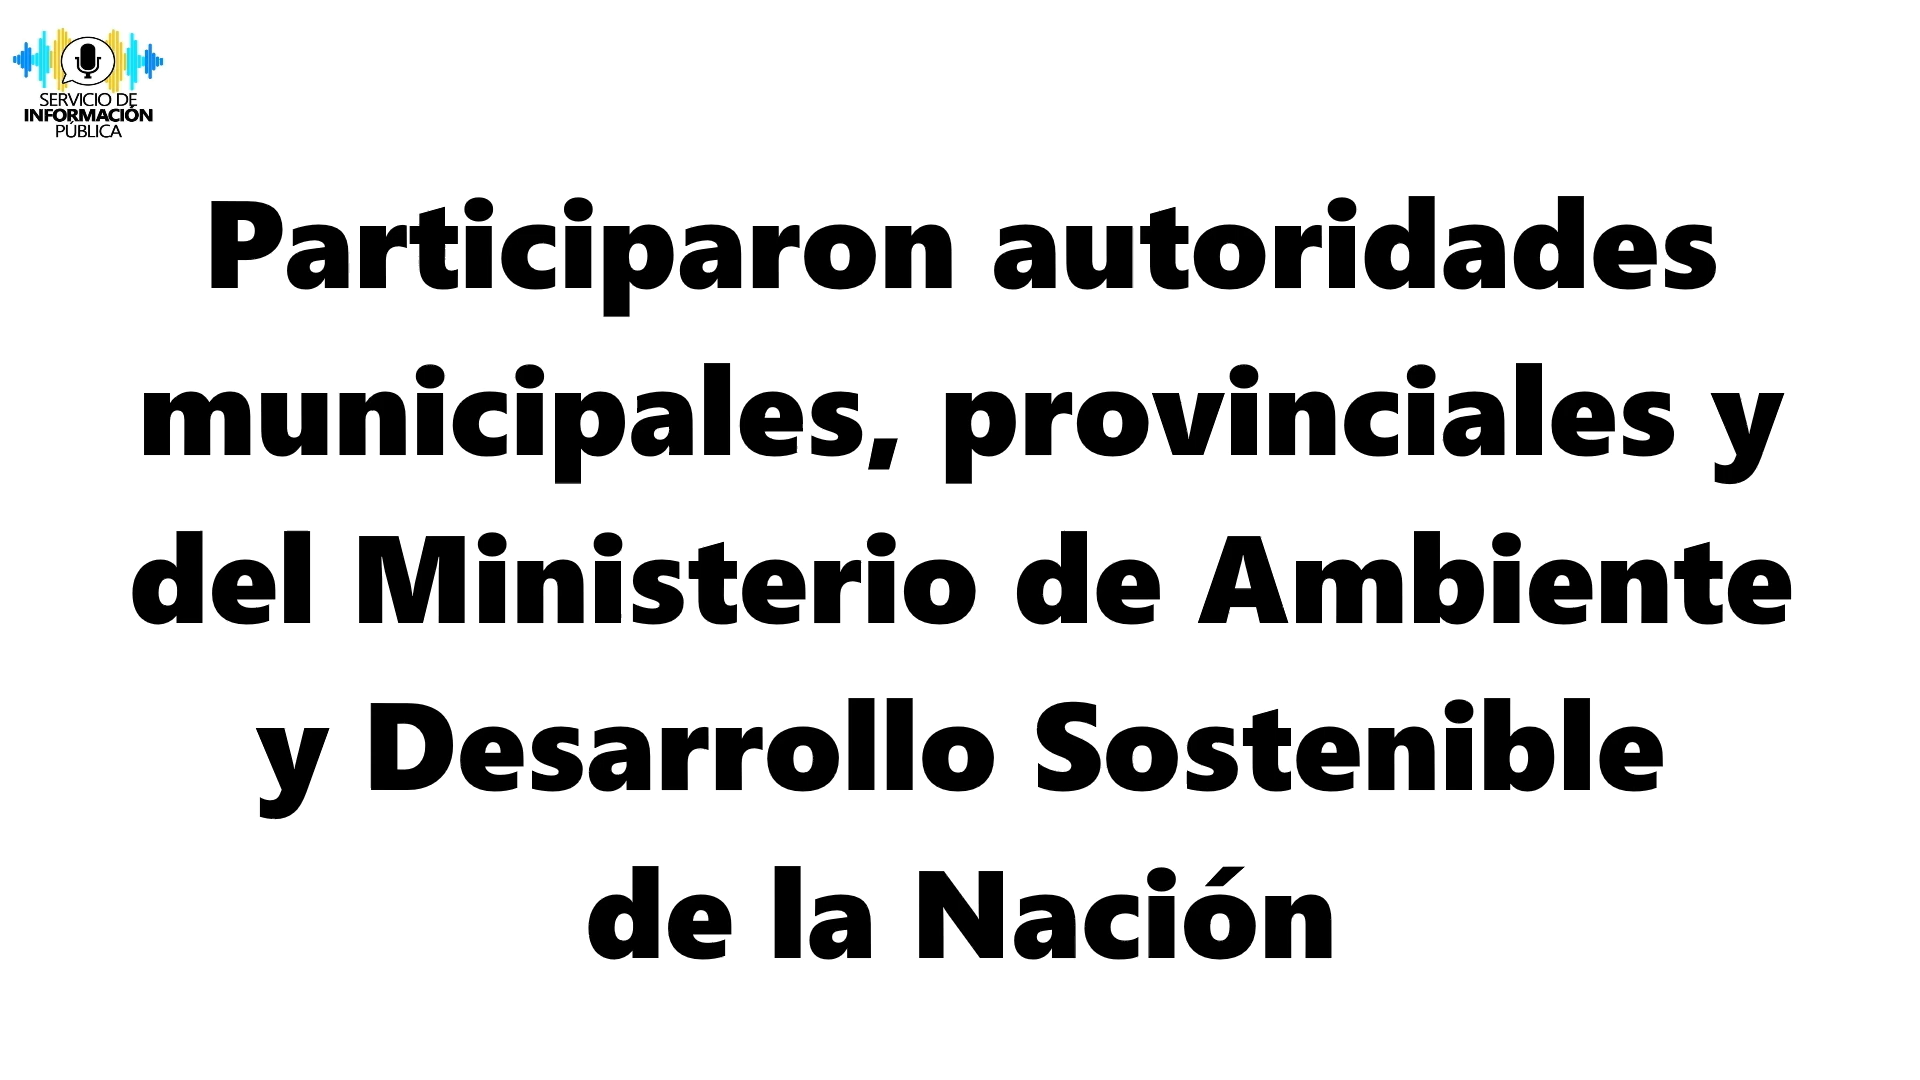 SERVICIO DE
INFORMACIÓN
PÚBLICA
Participaron autoridades
municipales, provinciales y
del Ministerio de Ambiente
y Desarrollo Sostenible
de la Nación